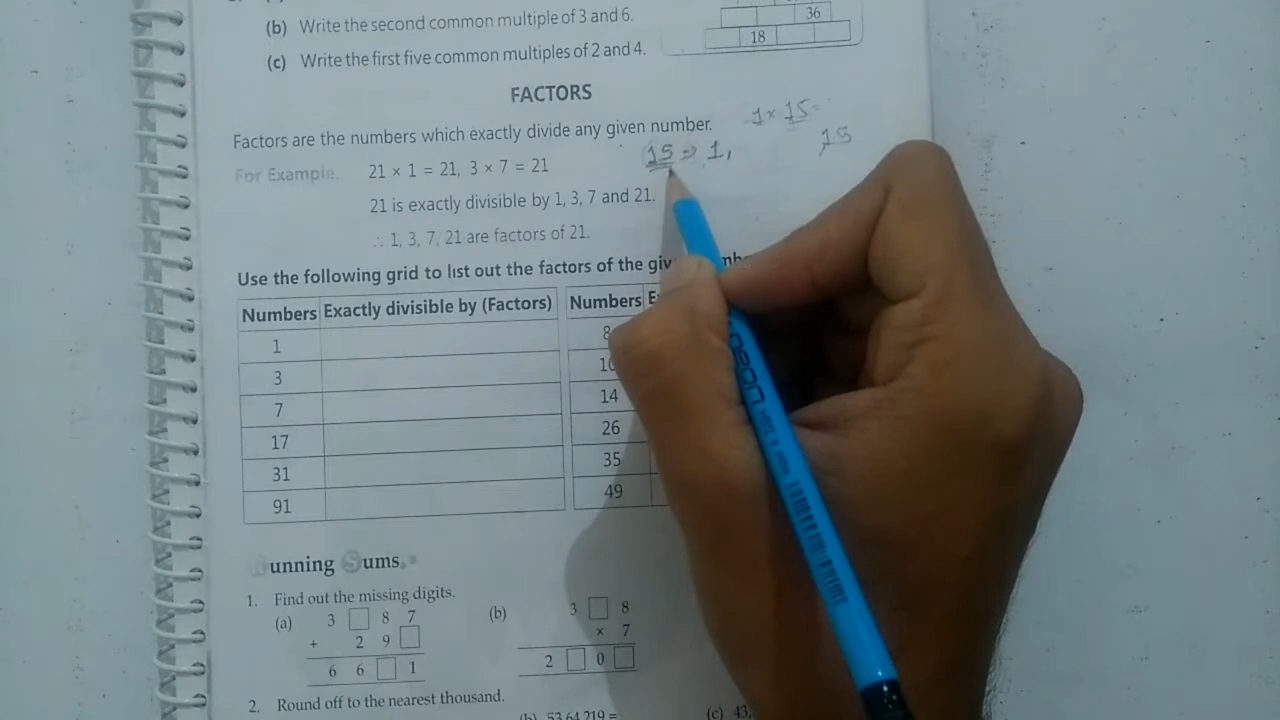 (b) Write the second common multiple of 3 and 6.
36
18
(c) Write the first five common multiples of 2 and 4.
FACTORS
Factors are the numbers which exactly divide any given number.
1 × 15 =
15
15 ⇒ 1,
For Example. 21 × 1 = 21, 3 × 7 = 21
21 is exactly divisible by 1, 3, 7 and 21.
∴ 1, 3, 7, 21 are factors of 21.
Use the following grid to list out the factors of the
Numbers Exactly divisible by (Factors) Numbers
1 8
3
7 14
17 26
31 35
91 49
unning Sums
1. Find out the missing digits.
(a) 3 □ 8 7 (b) 3 □ 8
+ 2 9 □ × 7
6 6 □ 1 2 □ 0 □
2. Round off to the nearest thousand.
(b) 53,64,219 = (c) 43,